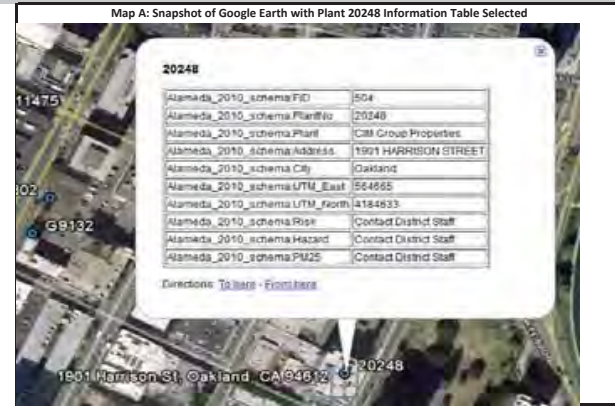 Map A: Snapshot of Google Earth with Plant 20248 Information Table Selected
20248
Alameda_2010_schema:FID 504
Alameda_2010_schema:PlantNo 20248
Alameda_2010_schema:Plant CIM Group Properties
Alameda_2010_schema:Address 1901 HARRISON STREET
Alameda_2010_schema:City Oakland
Alameda_2010_schema:UTM_East 564665
Alameda_2010_schema:UTM_North 4184633
Alameda_2010_schema:Risk Contact District Staff
Alameda_2010_schema:Hazard Contact District Staff
Alameda_2010_schema:PM25 Contact District Staff
Directions: To here - From here
11475
302
G9132
20248
1901 Harrison St, Oakland, CA 94612